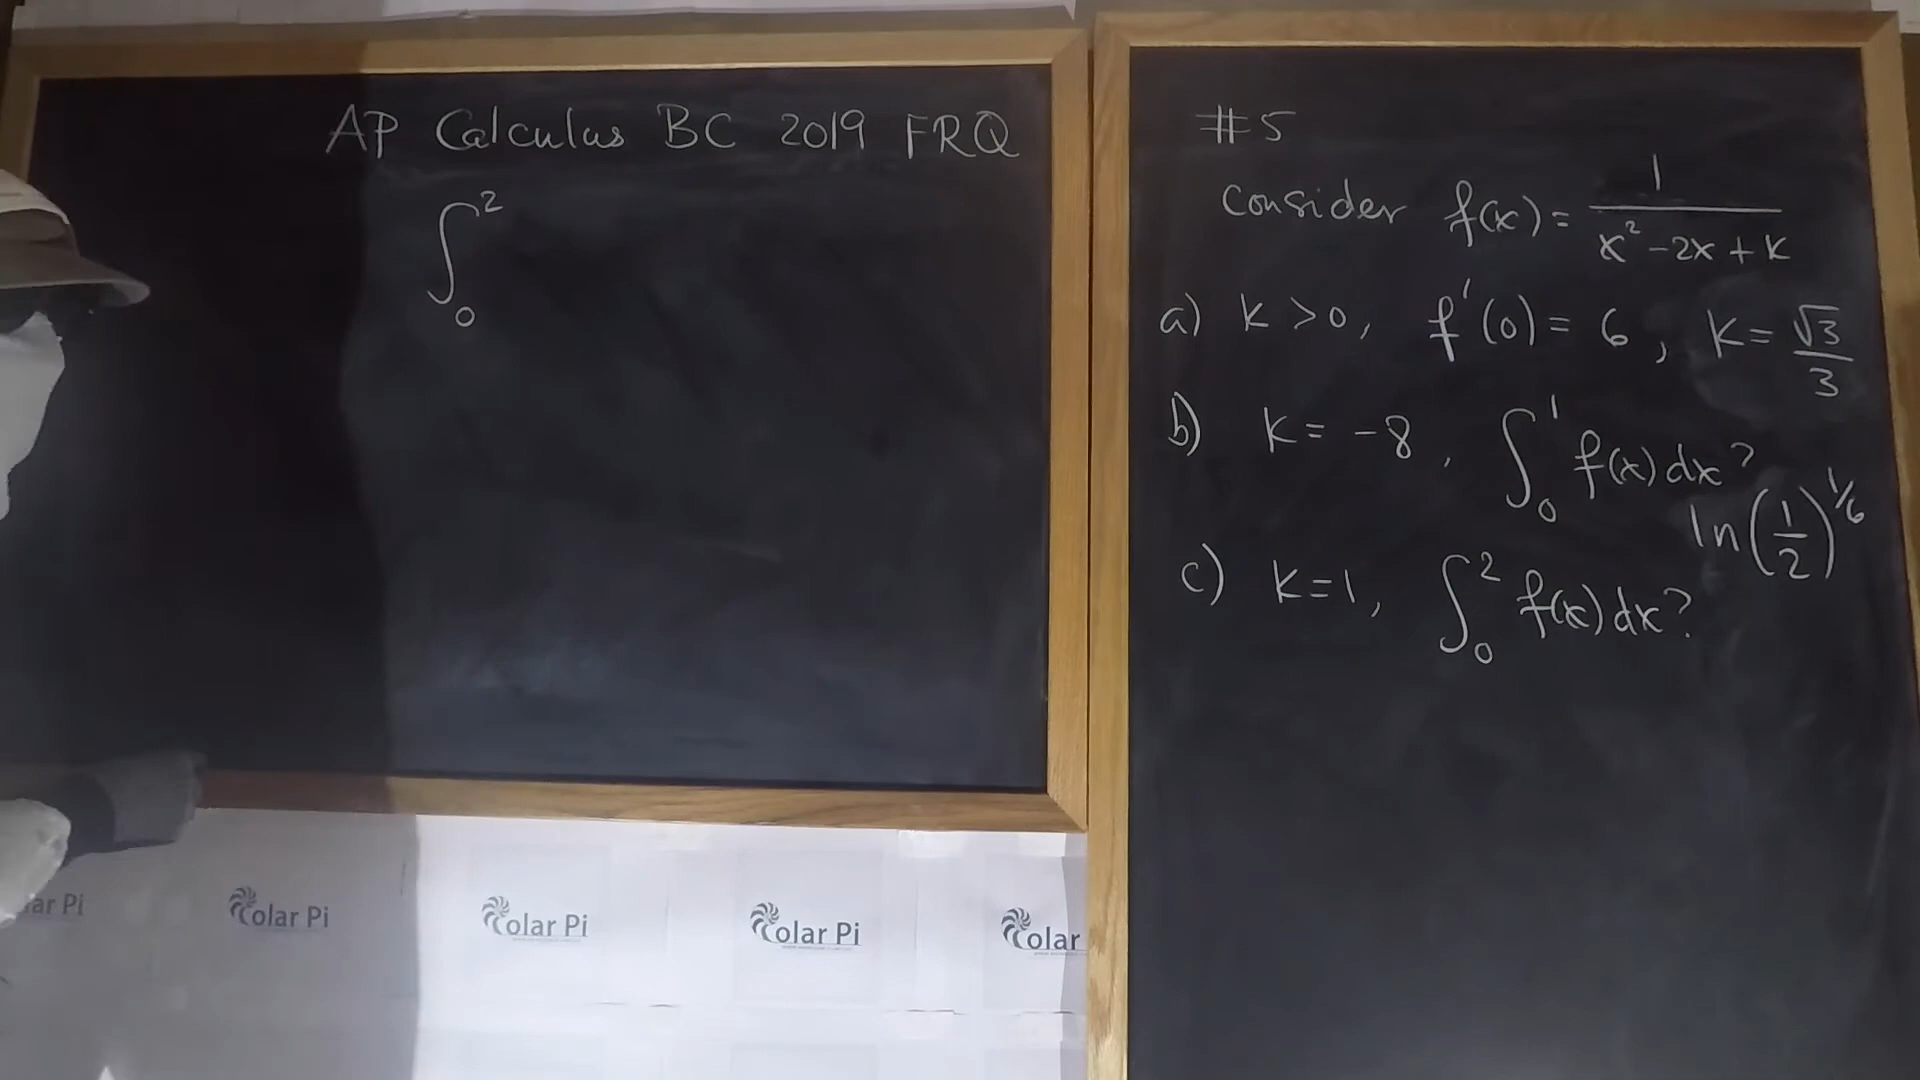 AP Calculus BC 2019 FRQ
∫₀²
#5
Consider f(x) = 1/(x² - 2x + k)
a) k > 0, f'(0) = 6, k = √3/3
b) k = -8, ∫₀¹ f(x) dx?
ln(1/2)^(1/6)
c) k = 1, ∫₀² f(x) dx?
ar Pi
Colar Pi
Colar Pi
Colar Pi
Colar